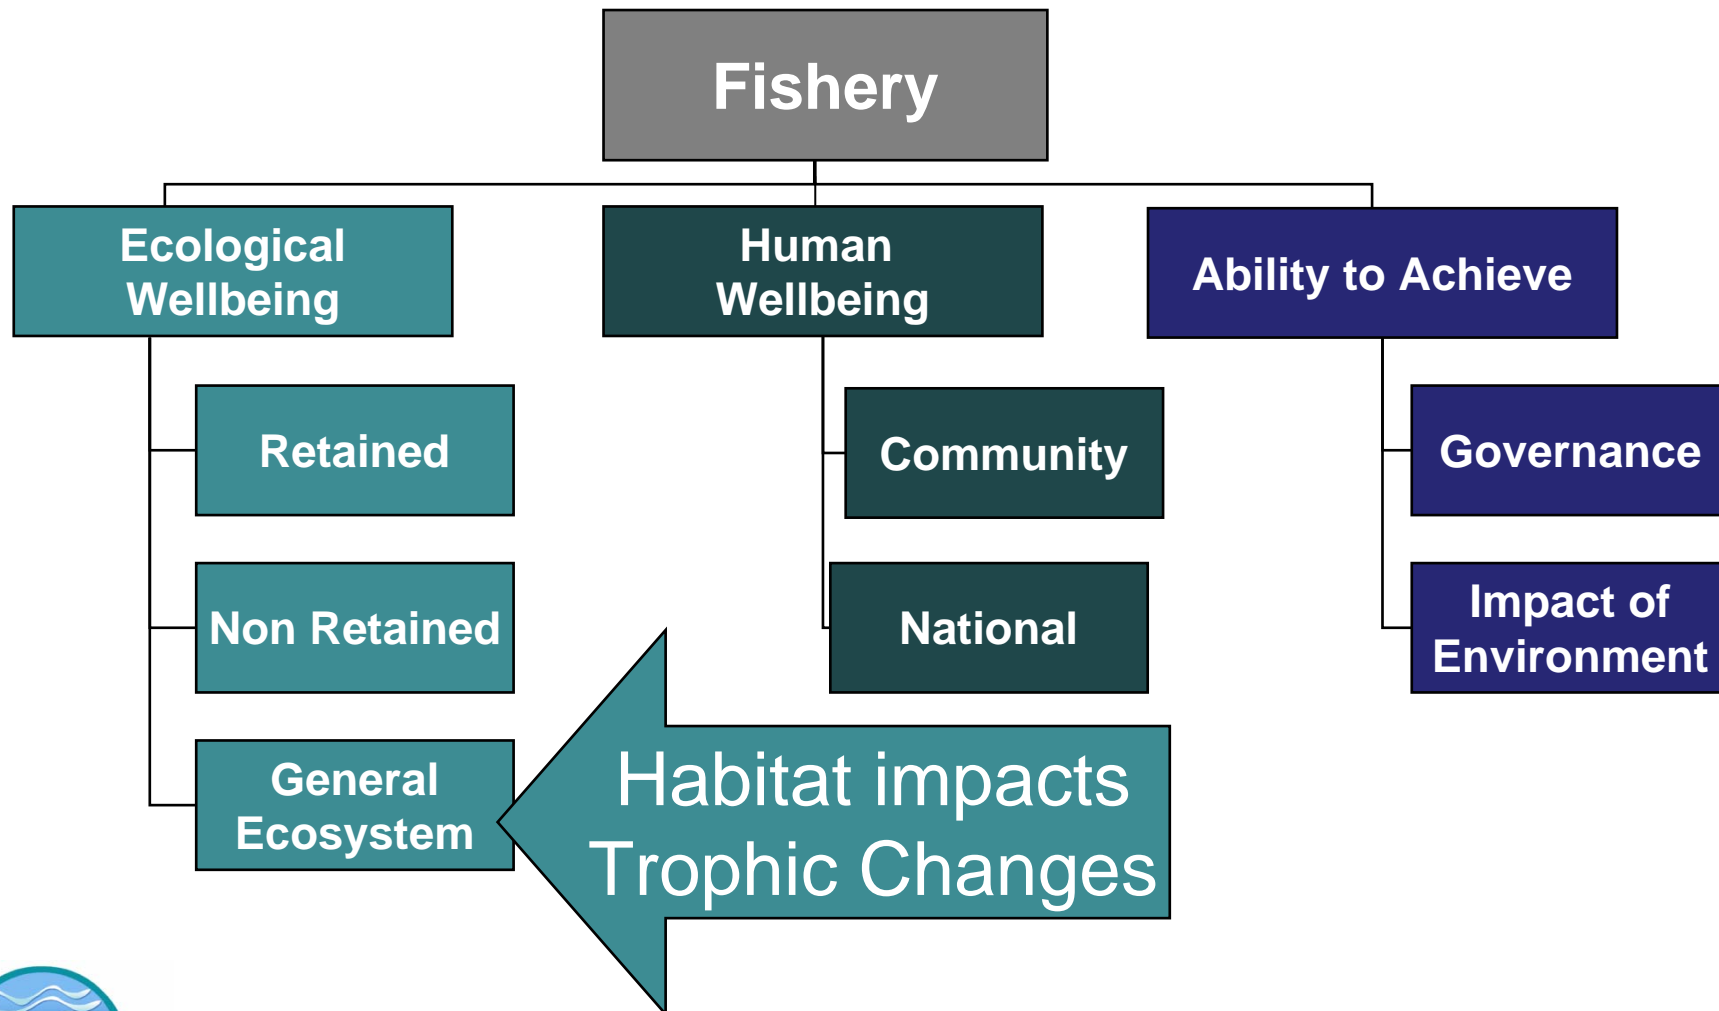 Fishery
Ecological
Wellbeing
Human
Wellbeing
Ability to Achieve
Retained
Community
Governance
Non Retained
National
Impact of
Environment
General
Ecosystem
Habitat impacts
Trophic Changes